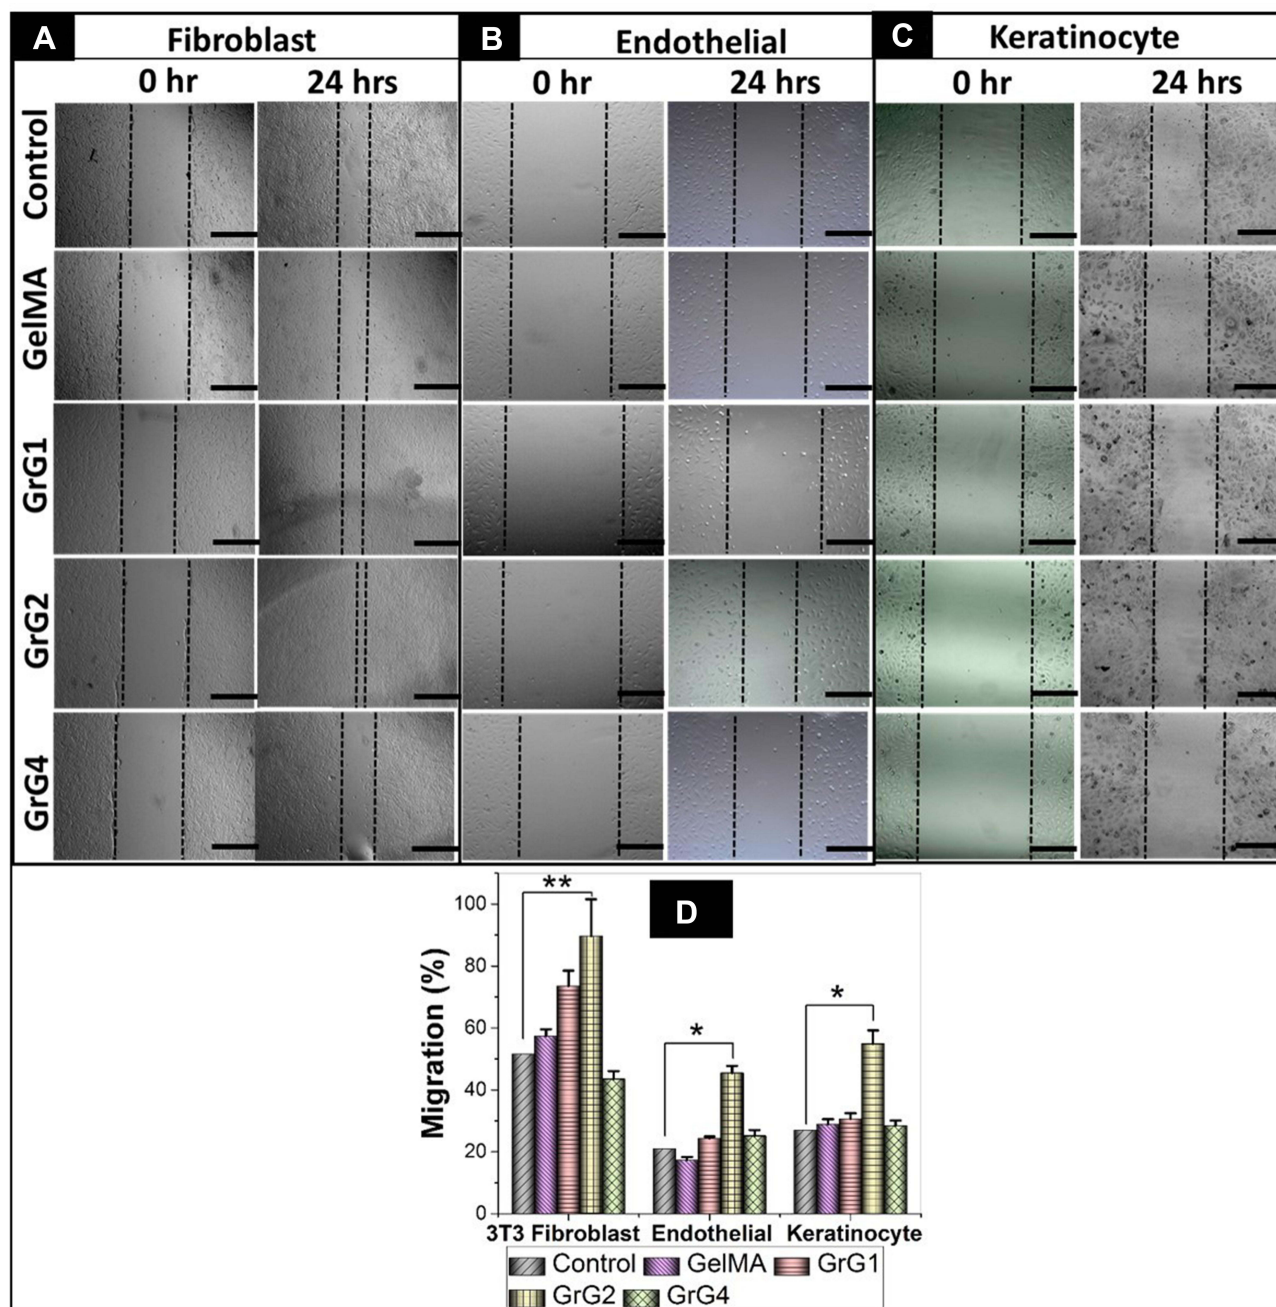 A Fibroblast
B Endothelial
C Keratinocyte
0 hr 24 hrs 0 hr 24 hrs 0 hr 24 hrs
Control
GelMA
GrG1
GrG2
GrG4
D
Migration (%)
100
80
60
40
20
0
**
*
*
3T3 Fibroblast Endothelial Keratinocyte
Control GelMA GrG1
GrG2 GrG4